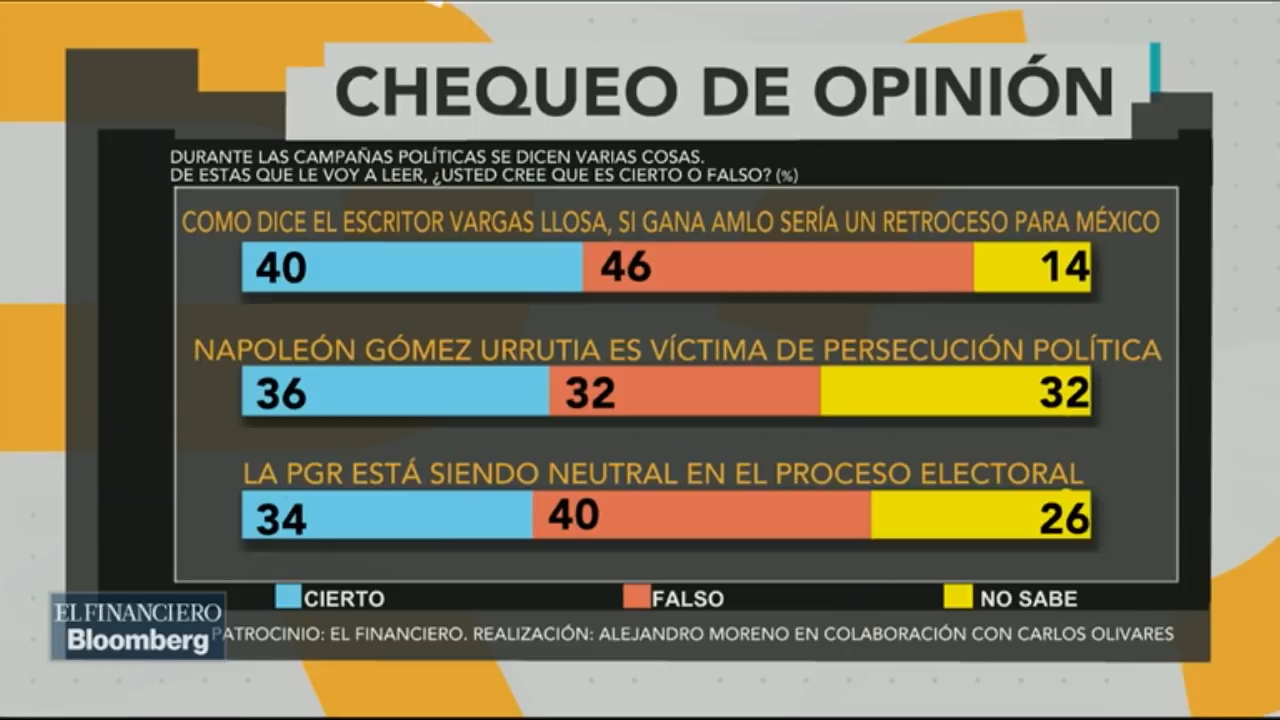 CHEQUEO DE OPINIÓN
DURANTE LAS CAMPAÑAS POLÍTICAS SE DICEN VARIAS COSAS.
DE ESTAS QUE LE VOY A LEER, ¿USTED CREE QUE ES CIERTO O FALSO? (%)
COMO DICE EL ESCRITOR VARGAS LLOSA, SI GANA AMLO SERÍA UN RETROCESO PARA MÉXICO
40 46 14
NAPOLEÓN GÓMEZ URRUTIA ES VÍCTIMA DE PERSECUCIÓN POLÍTICA
36 32 32
LA PGR ESTÁ SIENDO NEUTRAL EN EL PROCESO ELECTORAL
34 40 26
CIERTO FALSO NO SABE
EL FINANCIERO
Bloomberg
PATROCINIO: EL FINANCIERO. REALIZACIÓN: ALEJANDRO MORENO EN COLABORACIÓN CON CARLOS OLIVARES